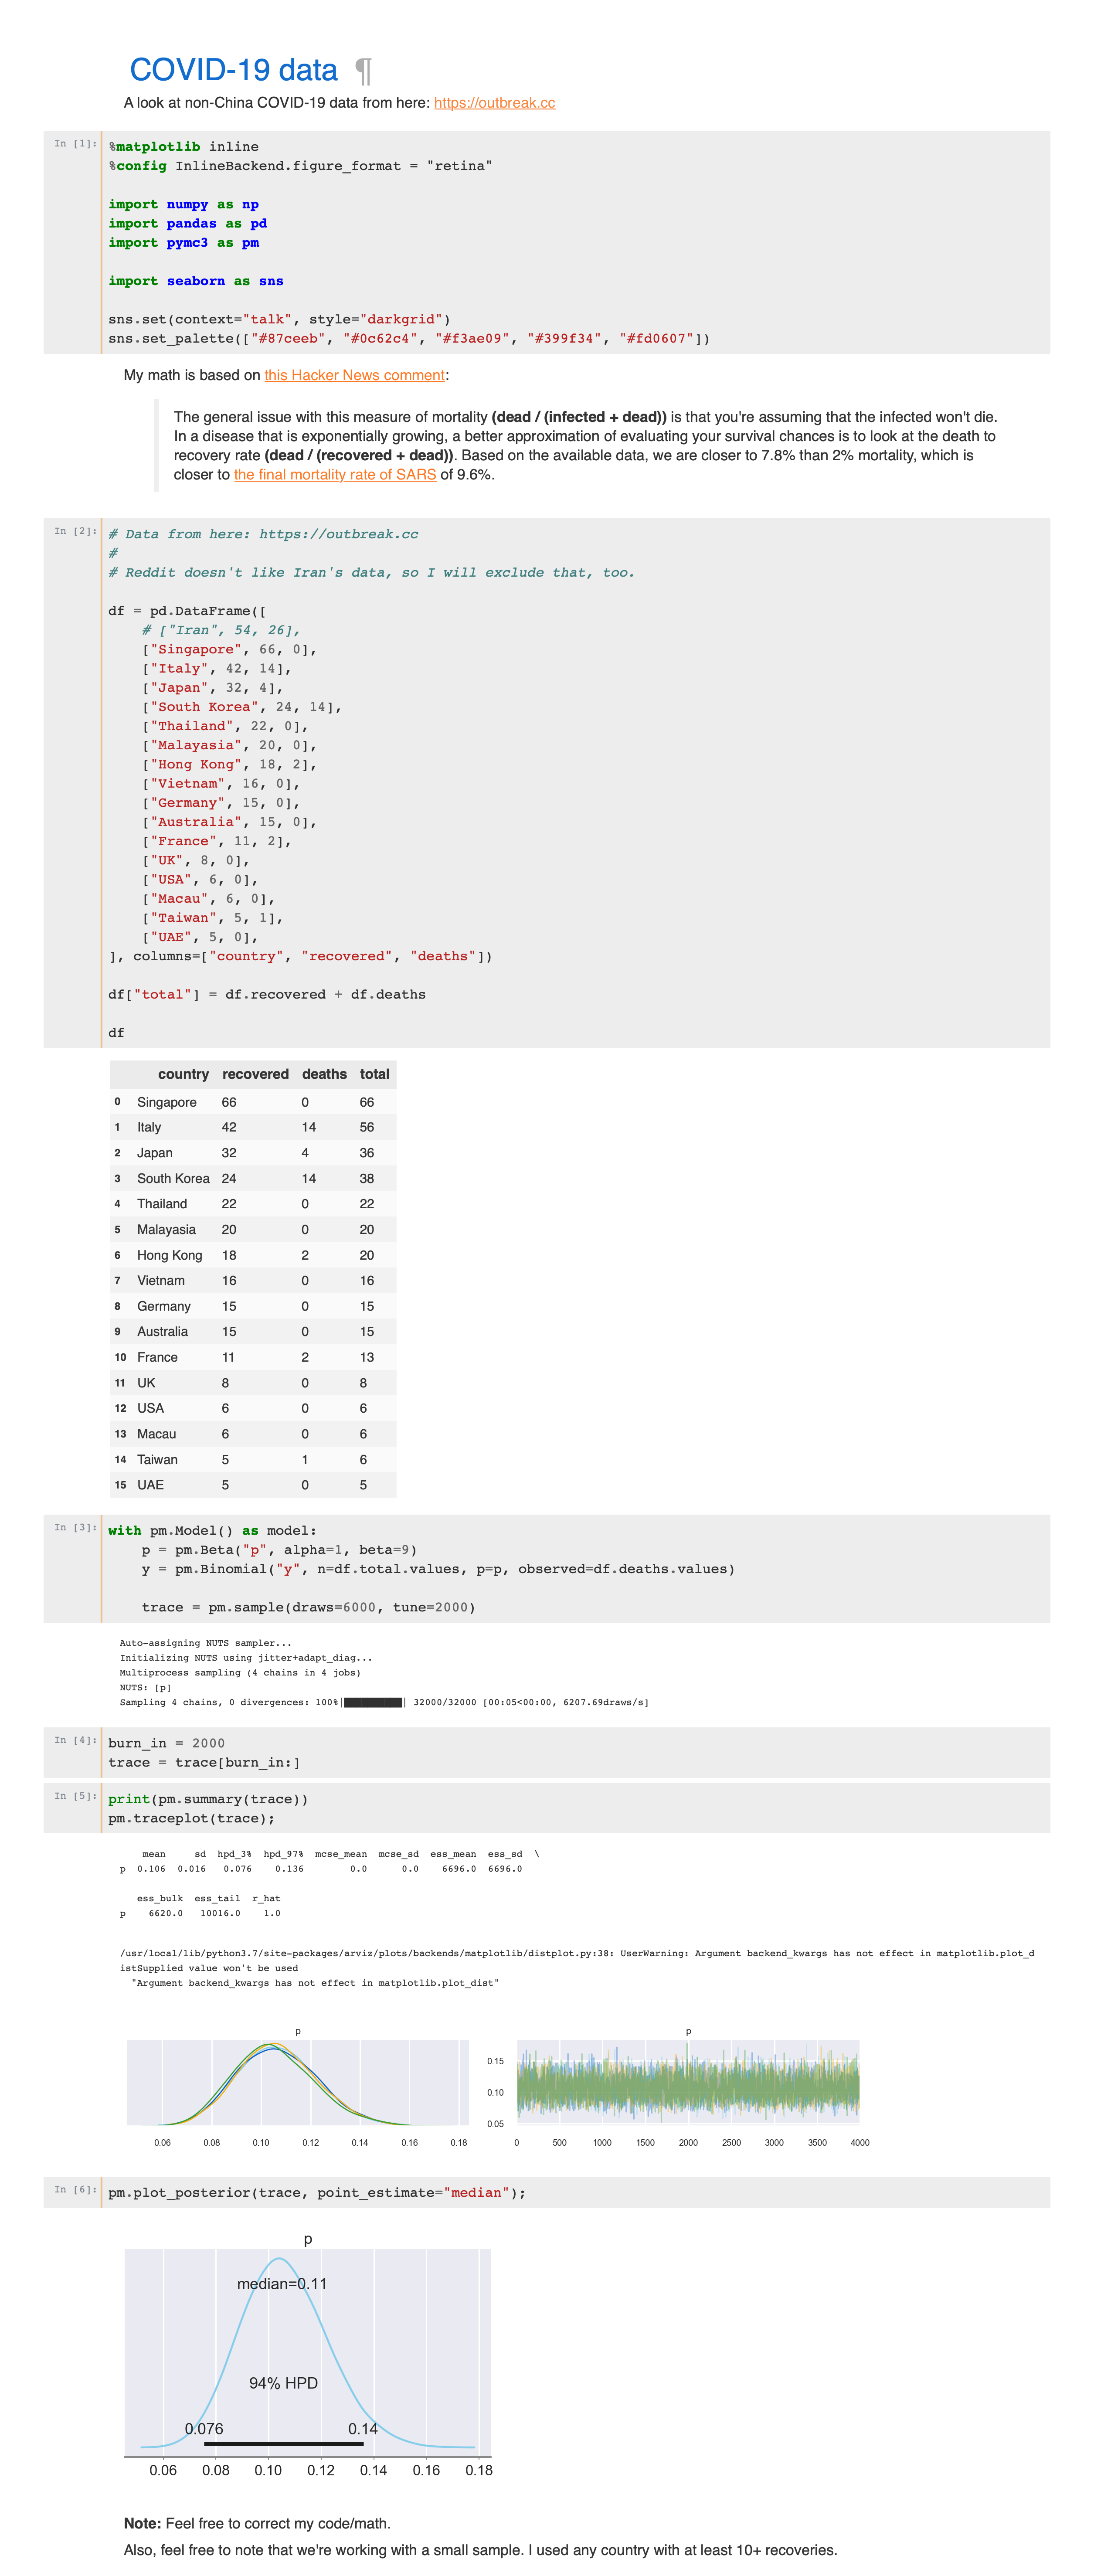 COVID-19 data ¶
A look at non-China COVID-19 data from here: https://outbreak.cc
In [1]:
%matplotlib inline
%config InlineBackend.figure_format = "retina"
import numpy as np
import pandas as pd
import pymc3 as pm
import seaborn as sns
sns.set(context="talk", style="darkgrid")
sns.set_palette(["#87ceeb", "#0c62c4", "#f3ae09", "#399f34", "#fd0607"])
My math is based on this Hacker News comment:
The general issue with this measure of mortality (dead / (infected + dead)) is that you're assuming that the infected won't die.
In a disease that is exponentially growing, a better approximation of evaluating your survival chances is to look at the death to
recovery rate (dead / (recovered + dead)). Based on the available data, we are closer to 7.8% than 2% mortality, which is
closer to the final mortality rate of SARS of 9.6%.
In [2]:
# Data from here: https://outbreak.cc
#
# Reddit doesn't like Iran's data, so I will exclude that, too.
df = pd.DataFrame([
# ["Iran", 54, 26],
["Singapore", 66, 0],
["Italy", 42, 14],
["Japan", 32, 4],
["South Korea", 24, 14],
["Thailand", 22, 0],
["Malayasia", 20, 0],
["Hong Kong", 18, 2],
["Vietnam", 16, 0],
["Germany", 15, 0],
["Australia", 15, 0],
["France", 11, 2],
["UK", 8, 0],
["USA", 6, 0],
["Macau", 6, 0],
["Taiwan", 5, 1],
["UAE", 5, 0],
], columns=["country", "recovered", "deaths"])
df["total"] = df.recovered + df.deaths
df
country recovered deaths total
0 Singapore 66 0 66
1 Italy 42 14 56
2 Japan 32 4 36
3 South Korea 24 14 38
4 Thailand 22 0 22
5 Malayasia 20 0 20
6 Hong Kong 18 2 20
7 Vietnam 16 0 16
8 Germany 15 0 15
9 Australia 15 0 15
10 France 11 2 13
11 UK 8 0 8
12 USA 6 0 6
13 Macau 6 0 6
14 Taiwan 5 1 6
15 UAE 5 0 5
In [3]:
with pm.Model() as model:
p = pm.Beta("p", alpha=1, beta=9)
y = pm.Binomial("y", n=df.total.values, p=p, observed=df.deaths.values)
trace = pm.sample(draws=6000, tune=2000)
Auto-assigning NUTS sampler...
Initializing NUTS using jitter+adapt_diag...
Multiprocess sampling (4 chains in 4 jobs)
NUTS: [p]
Sampling 4 chains, 0 divergences: 100%|██████████| 32000/32000 [00:05<00:00, 6207.69draws/s]
In [4]:
burn_in = 2000
trace = trace[burn_in:]
In [5]:
print(pm.summary(trace))
pm.traceplot(trace);
mean sd hpd_3% hpd_97% mcse_mean mcse_sd ess_mean ess_sd \
p 0.106 0.016 0.076 0.136 0.0 0.0 6696.0 6696.0
ess_bulk ess_tail r_hat
p 6620.0 10016.0 1.0
/usr/local/lib/python3.7/site-packages/arviz/plots/backends/matplotlib/distplot.py:38: UserWarning: Argument backend_kwargs has not effect in matplotlib.plot_d
istSupplied value won't be used
"Argument backend_kwargs has not effect in matplotlib.plot_dist"
p
0.06 0.08 0.10 0.12 0.14 0.16 0.18
p
0.15
0.10
0.05
0 500 1000 1500 2000 2500 3000 3500 4000
In [6]:
pm.plot_posterior(trace, point_estimate="median");
p
median=0.11
94% HPD
0.076 0.14
0.06 0.08 0.10 0.12 0.14 0.16 0.18
Note: Feel free to correct my code/math.
Also, feel free to note that we're working with a small sample. I used any country with at least 10+ recoveries.